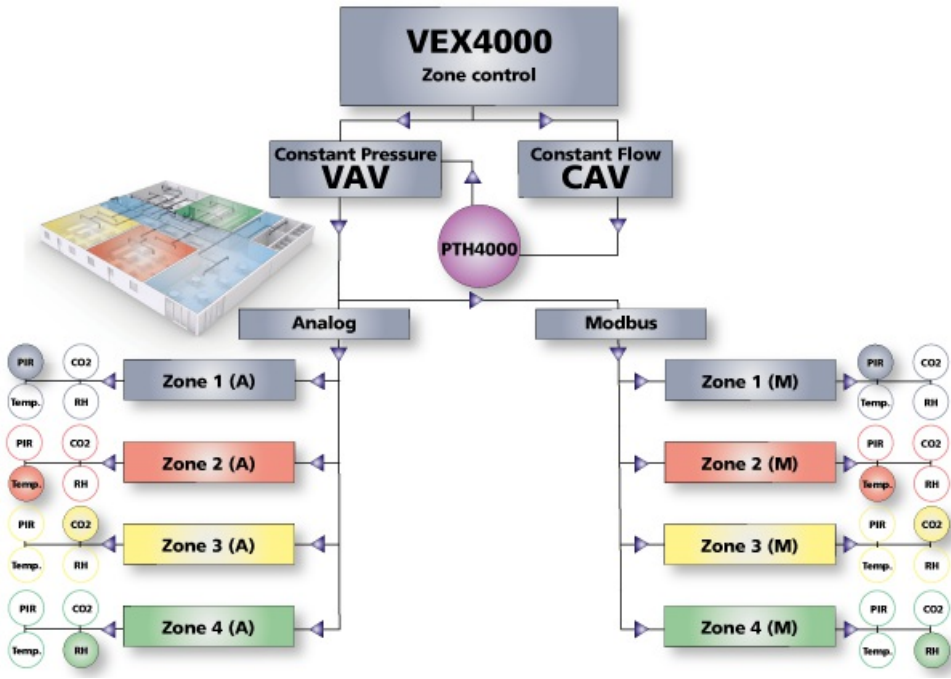 VEX4000
Zone control
Constant Pressure
VAV
Constant Flow
CAV
PTH4000
Analog
Modbus
PIR CO2
Zone 1 (A)
Temp. RH
PIR CO2
Zone 2 (A)
Temp. RH
PIR CO2
Zone 3 (A)
Temp. RH
PIR CO2
Zone 4 (A)
Temp. RH
PIR CO2
Zone 1 (M)
Temp. RH
PIR CO2
Zone 2 (M)
Temp. RH
PIR CO2
Zone 3 (M)
Temp. RH
PIR CO2
Zone 4 (M)
Temp. RH